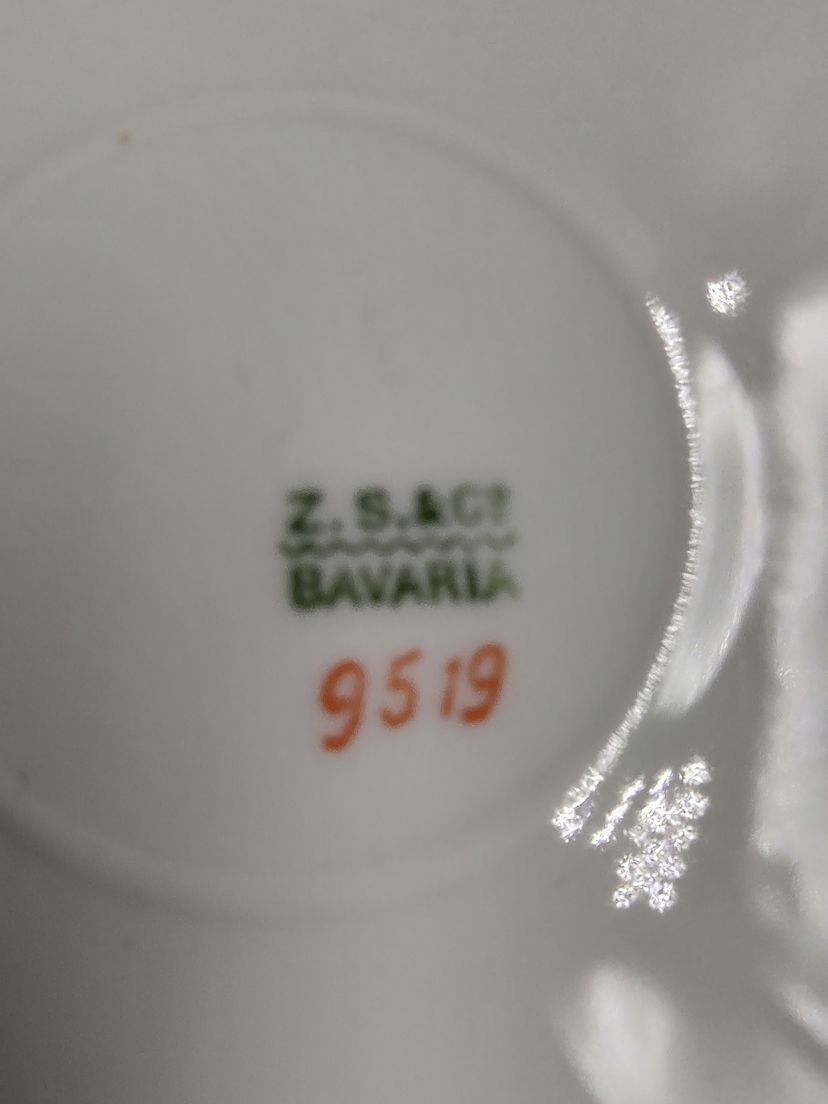 Z. S. & Cº
BAVARIA
9519